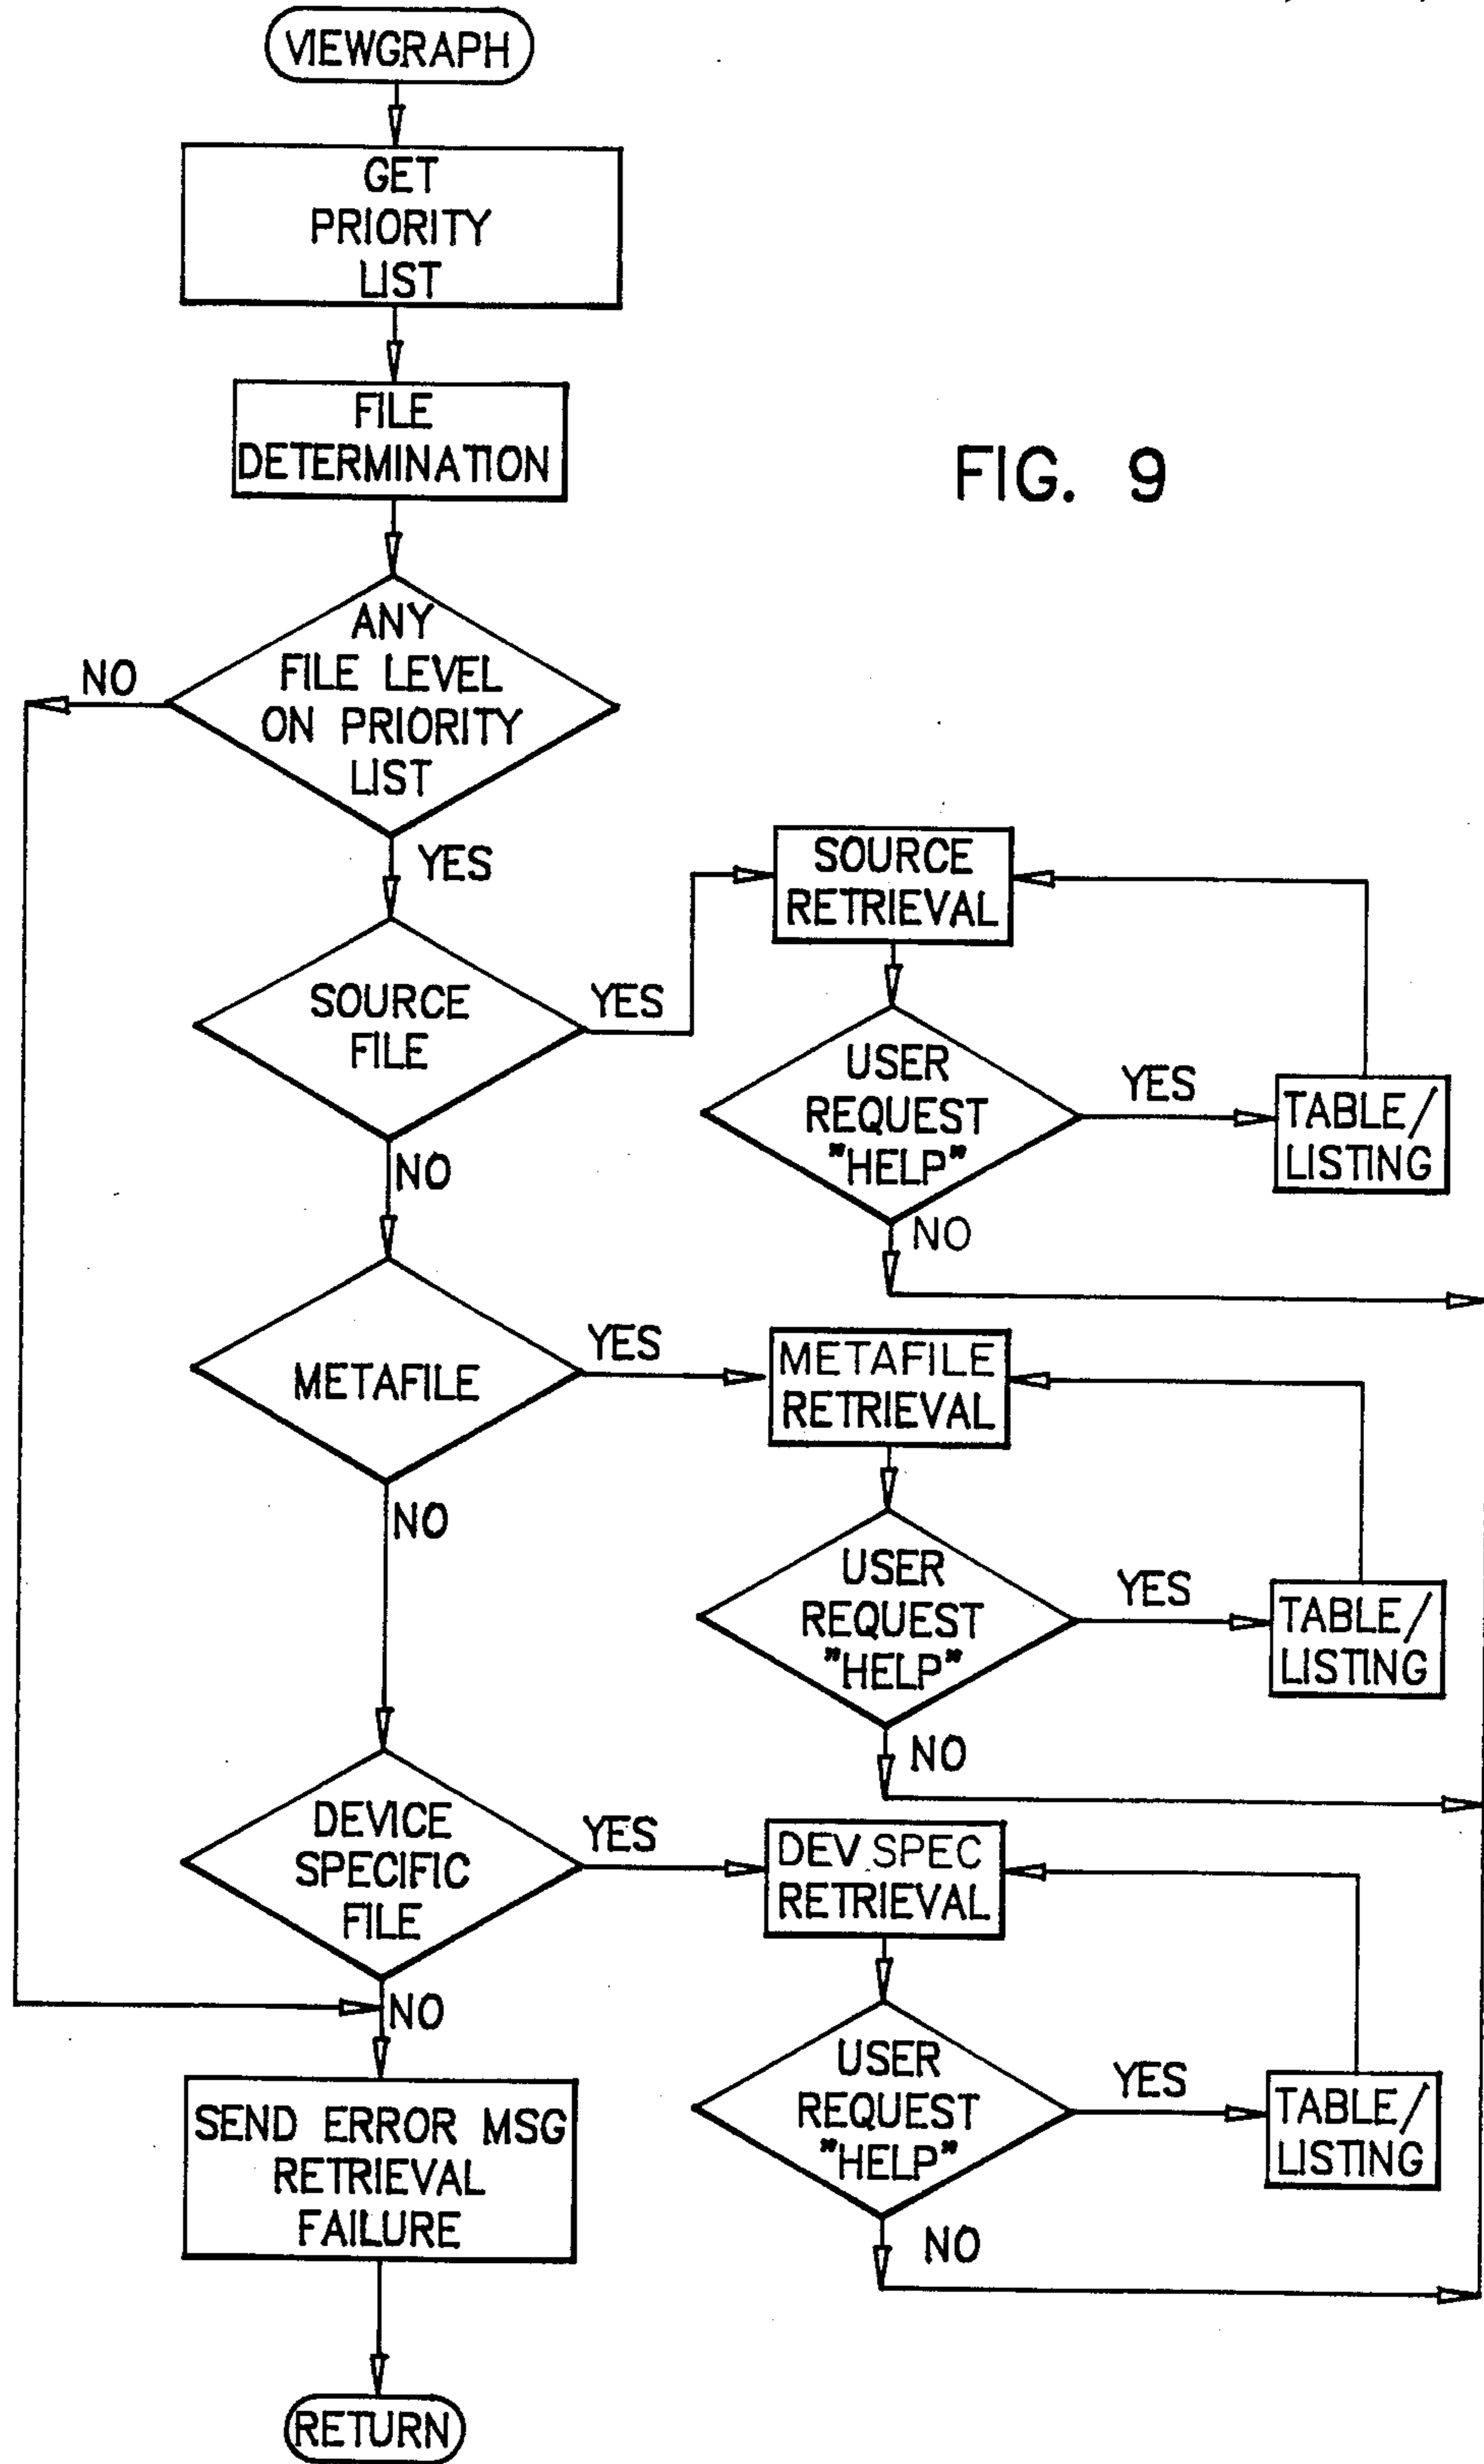 VIEWGRAPH
GET
PRIORITY
LIST
FILE
DETERMINATION
FIG. 9
ANY
FILE LEVEL
ON PRIORITY
LIST
NO
YES
SOURCE
FILE
YES
NO
SOURCE
RETRIEVAL
USER
REQUEST
"HELP"
YES
TABLE/
LISTING
NO
METAFILE
YES
NO
METAFILE
RETRIEVAL
USER
REQUEST
"HELP"
YES
TABLE/
LISTING
NO
DEVICE
SPECIFIC
FILE
YES
NO
DEV SPEC
RETRIEVAL
USER
REQUEST
"HELP"
YES
TABLE/
LISTING
NO
SEND ERROR MSG
RETRIEVAL
FAILURE
RETURN